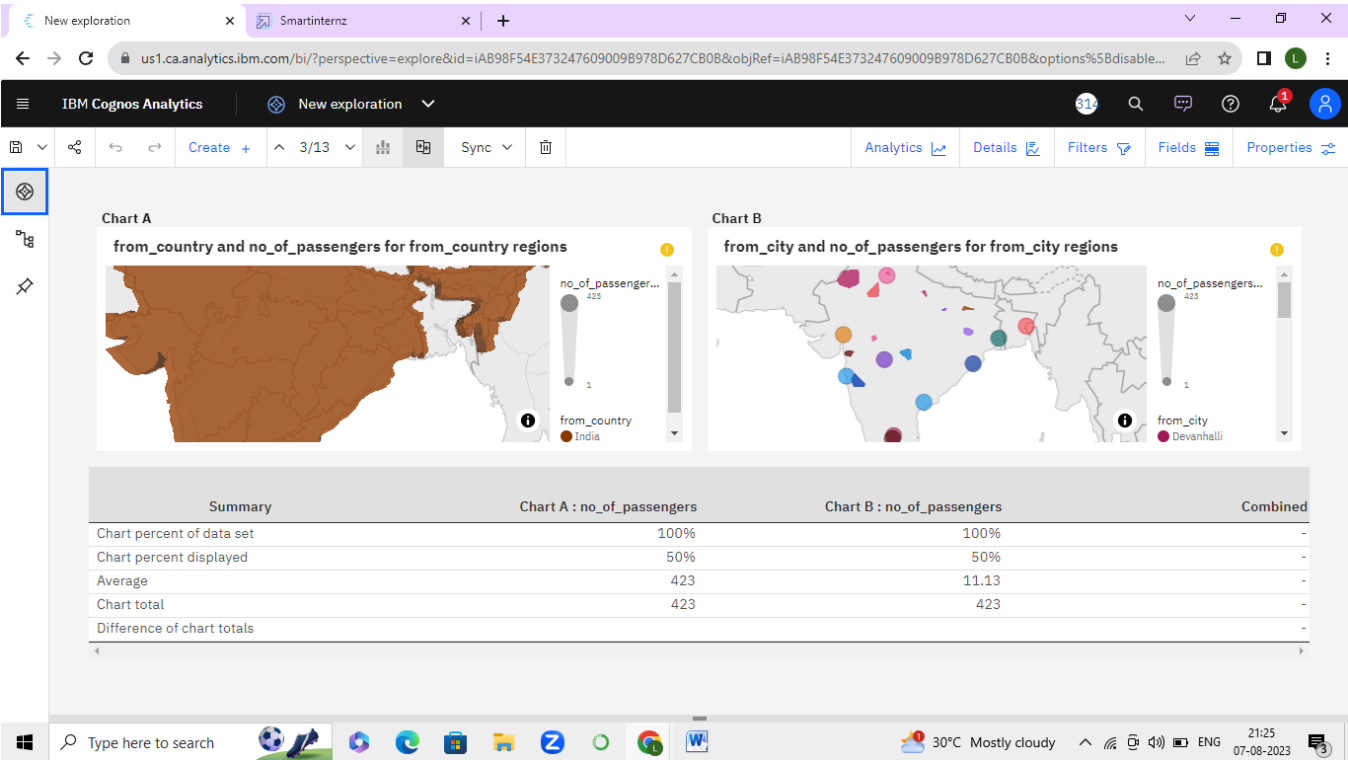 New exploration
Smartinternz
us1.ca.analytics.ibm.com/bi/?perspective=explore&id=iAB98F54E373247609009B978D627CB0B&objRef=iAB98F54E373247609009B978D627CB0B&options%5Bdisable...
L
IBM Cognos Analytics
New exploration
314
1
Create +
3/13
Sync
Analytics
Details
Filters
Fields
Properties
Chart A
Chart B
from_country and no_of_passengers for from_country regions
from_city and no_of_passengers for from_city regions
no_of_passenger...
423
1
from_country
India
no_of_passengers...
423
1
from_city
Devanhalli
Summary Chart A : no_of_passengers Chart B : no_of_passengers Combined
Chart percent of data set 100% 100% -
Chart percent displayed 50% 50% -
Average 423 11.13 -
Chart total 423 423 -
Difference of chart totals -
Type here to search
30°C Mostly cloudy
ENG
21:25
07-08-2023
3